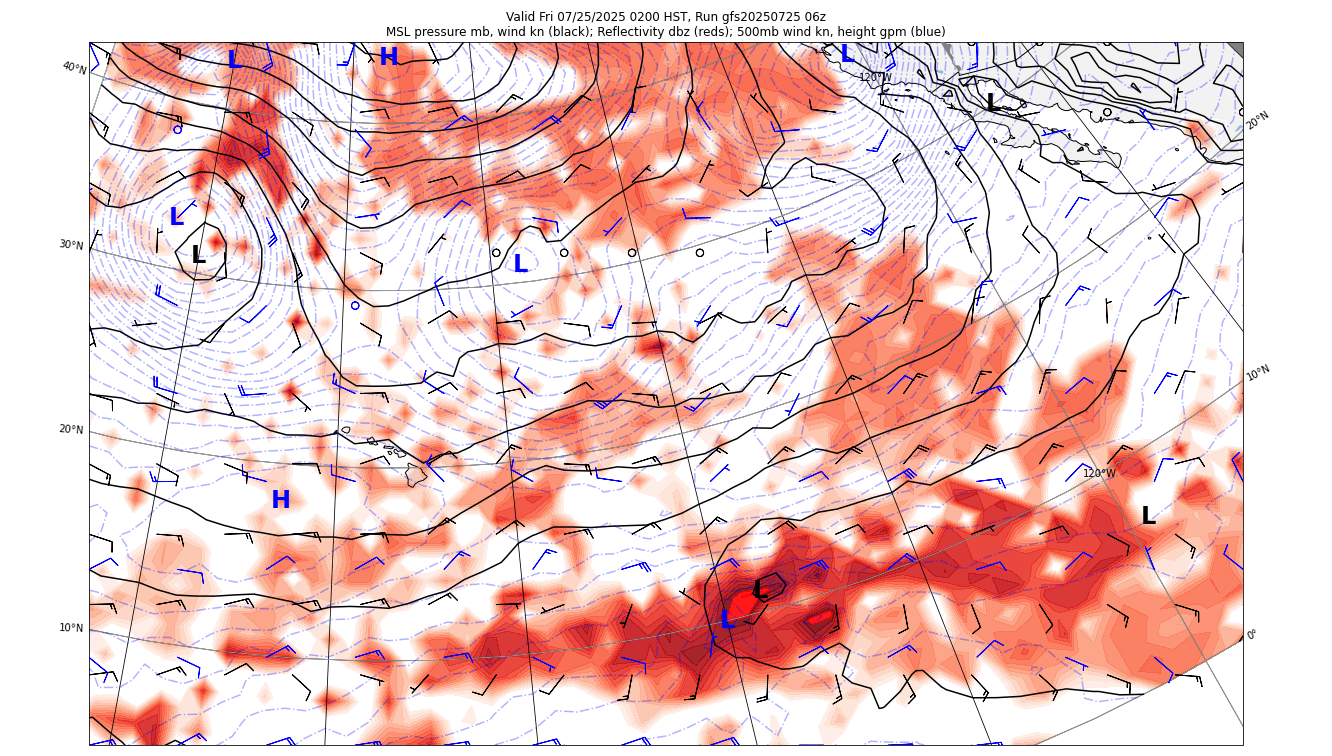 Valid Fri 07/25/2025 0200 HST, Run gfs20250725 06z
MSL pressure mb, wind kn (black); Reflectivity dbz (reds); 500mb wind kn, height gpm (blue)
L
H
L
40°N
120°W
L
20°N
L
30°N
L
L
10°N
20°N
120°W
H
L
L
L
10°N
0°